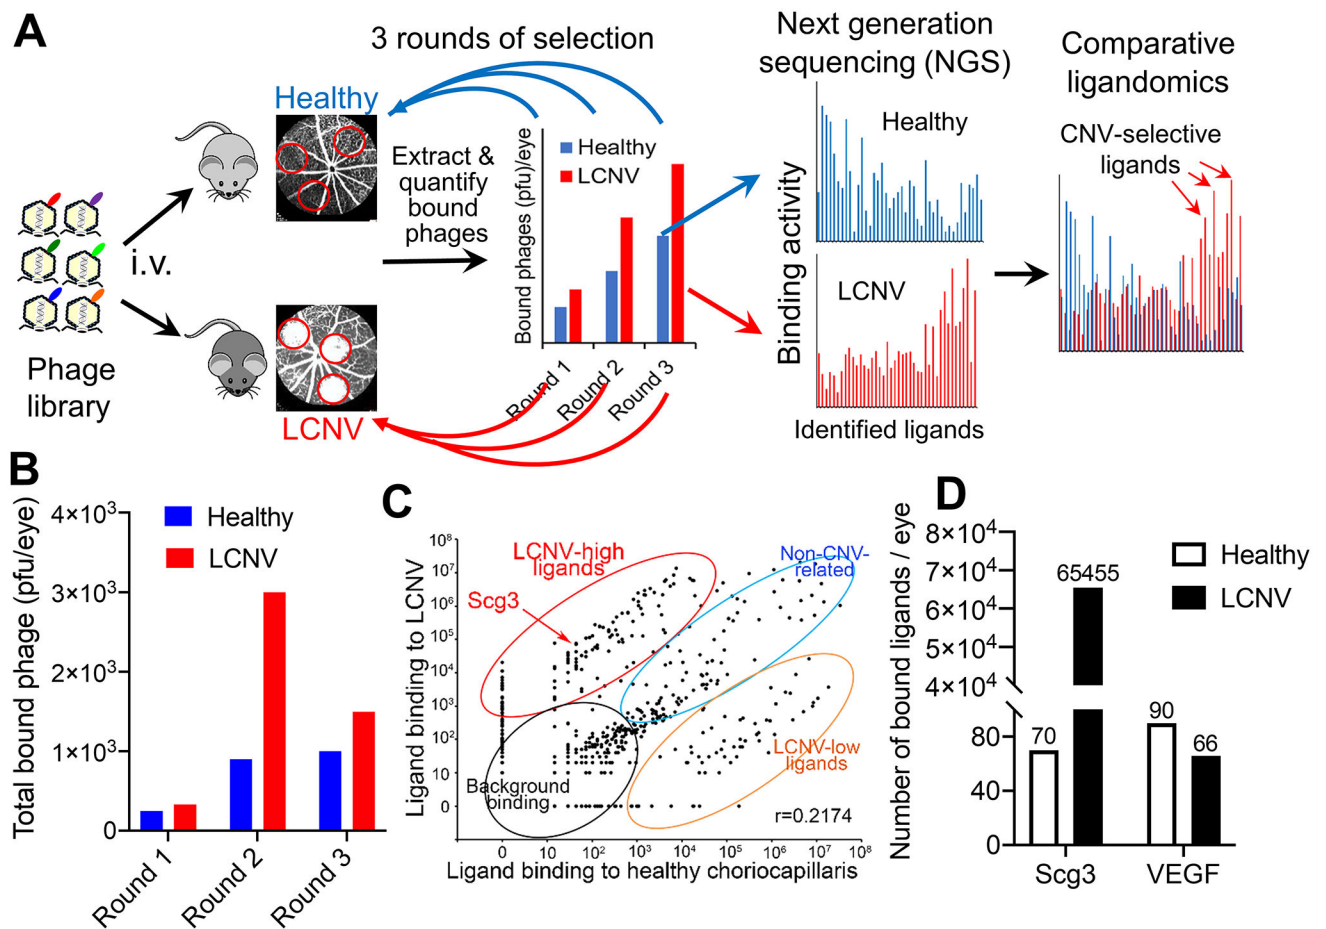 A
3 rounds of selection
Next generation
sequencing (NGS)
Comparative
ligandomics
Healthy
Extract &
quantify
bound
phages
i.v.
Phage
library
LCNV
Bound phages (pfu/eye)
Healthy
LCNV
Round 1
Round 2
Round 3
Binding activity
Healthy
LCNV
Identified ligands
CNV-selective
ligands
B
Total bound phage (pfu/eye)
4×10³
3×10³
2×10³
1×10³
0
Healthy
LCNV
Round 1
Round 2
Round 3
C
Ligand binding to LCNV
10⁸
10⁷
10⁶
10⁵
10⁴
10³
10²
10
0
LCNV-high
ligands
Scg3
Non-CNV-
related
LCNV-low
ligands
Background
binding
r=0.2174
0 10 10² 10³ 10⁴ 10⁵ 10⁶ 10⁷ 10⁸
Ligand binding to healthy choriocapillaris
D
Number of bound ligands / eye
8×10⁴
7×10⁴
6×10⁴
5×10⁴
4×10⁴
80
40
0
Healthy
LCNV
70
65455
90
66
Scg3 VEGF